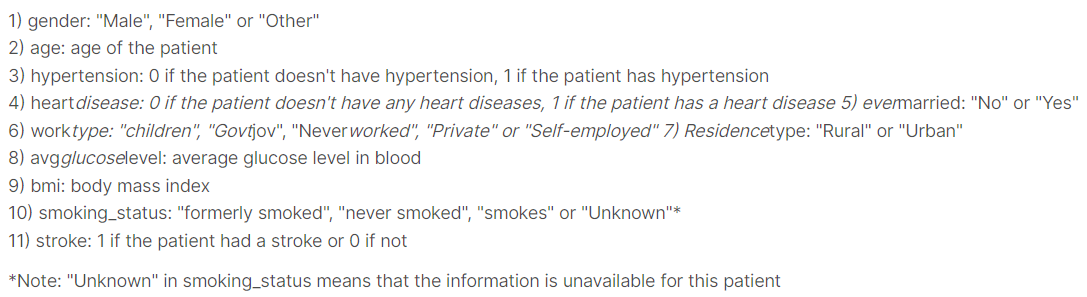 1) gender: "Male", "Female" or "Other"
2) age: age of the patient
3) hypertension: 0 if the patient doesn't have hypertension, 1 if the patient has hypertension
4) heartdisease: 0 if the patient doesn't have any heart diseases, 1 if the patient has a heart disease 5) evermarried: "No" or "Yes"
6) worktype: "children", "Govtjov", "Neverworked", "Private" or "Self-employed" 7) Residencetype: "Rural" or "Urban"
8) avgglucoselevel: average glucose level in blood
9) bmi: body mass index
10) smoking_status: "formerly smoked", "never smoked", "smokes" or "Unknown"*
11) stroke: 1 if the patient had a stroke or 0 if not
*Note: "Unknown" in smoking_status means that the information is unavailable for this patient